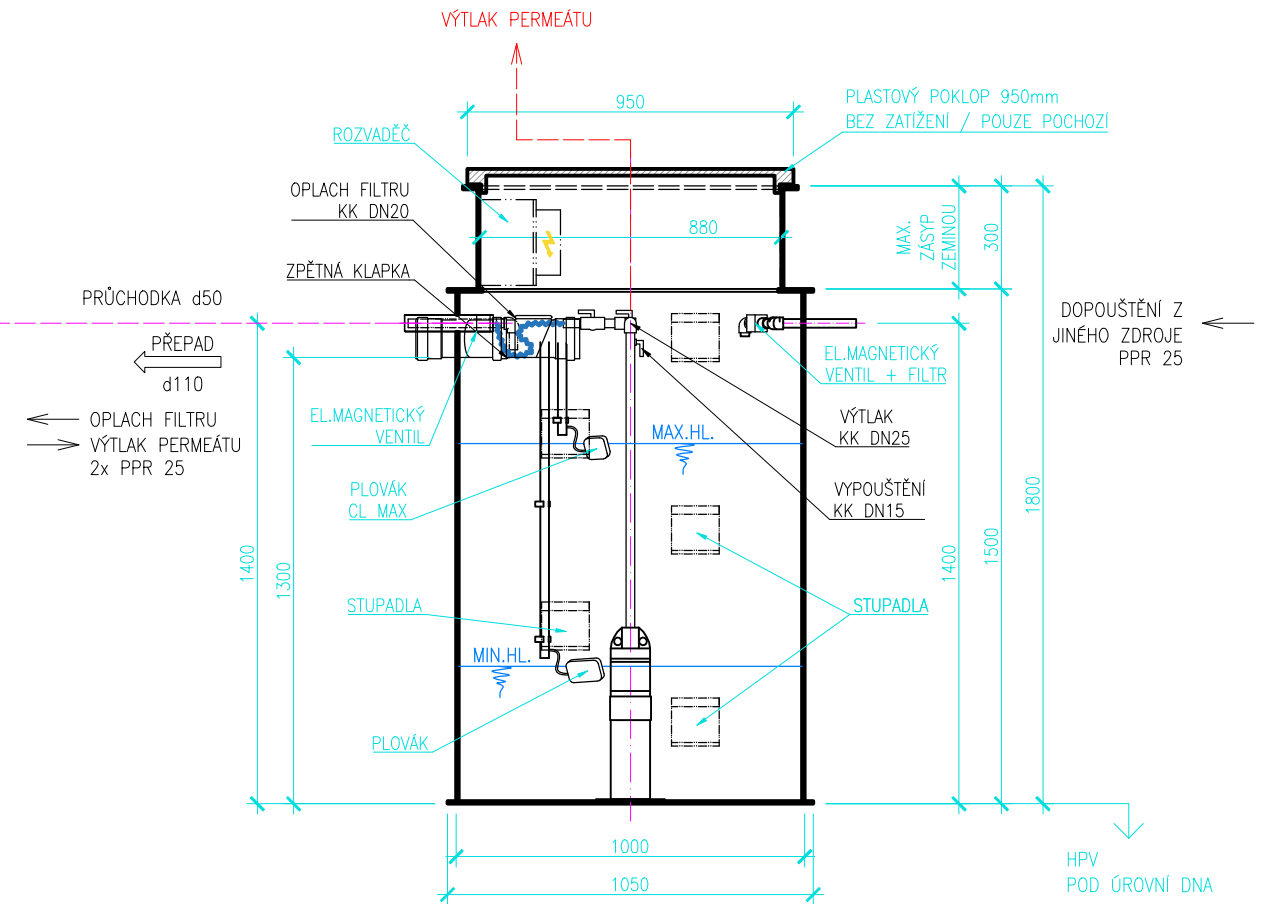 VÝTLAK PERMEÁTU
950
PLASTOVÝ POKLOP 950mm
BEZ ZATÍŽENÍ / POUZE POCHOZÍ
ROZVADĚČ
OPLACH FILTRU
KK DN20
880
MAX.
ZÁSYP
ZEMINOU
300
ZPĚTNÁ KLAPKA
PRŮCHODKA d50
PŘEPAD
d110
DOPOUŠTĚNÍ Z
JINÉHO ZDROJE
PPR 25
EL.MAGNETICKÝ
VENTIL + FILTR
OPLACH FILTRU
VÝTLAK PERMEÁTU
2x PPR 25
EL.MAGNETICKÝ
VENTIL
VÝTLAK
KK DN25
MAX.HL.
PLOVÁK
CL MAX
VYPOUŠTĚNÍ
KK DN15
1400
1300
1400
1500
1800
STUPADLA
STUPADLA
MIN.HL.
PLOVÁK
1000
1050
HPV
POD ÚROVNÍ DNA